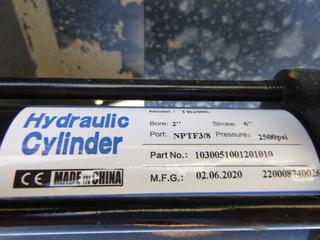 Hydraulic
Cylinder
Bore: 2" Stroke: 6"
Port: NPTF3/8 Pressure: 2500psi
Part No.: 1030051001201010
CE MADE IN CHINA
M.F.G.: 02.06.2020 220008740026